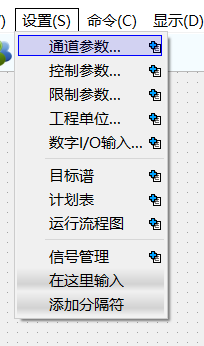 设置(S) 命令(C) 显示(D)
通道参数...
控制参数...
限制参数...
工程单位...
数字I/O输入...
目标谱
计划表
运行流程图
信号管理
在这里输入
添加分隔符